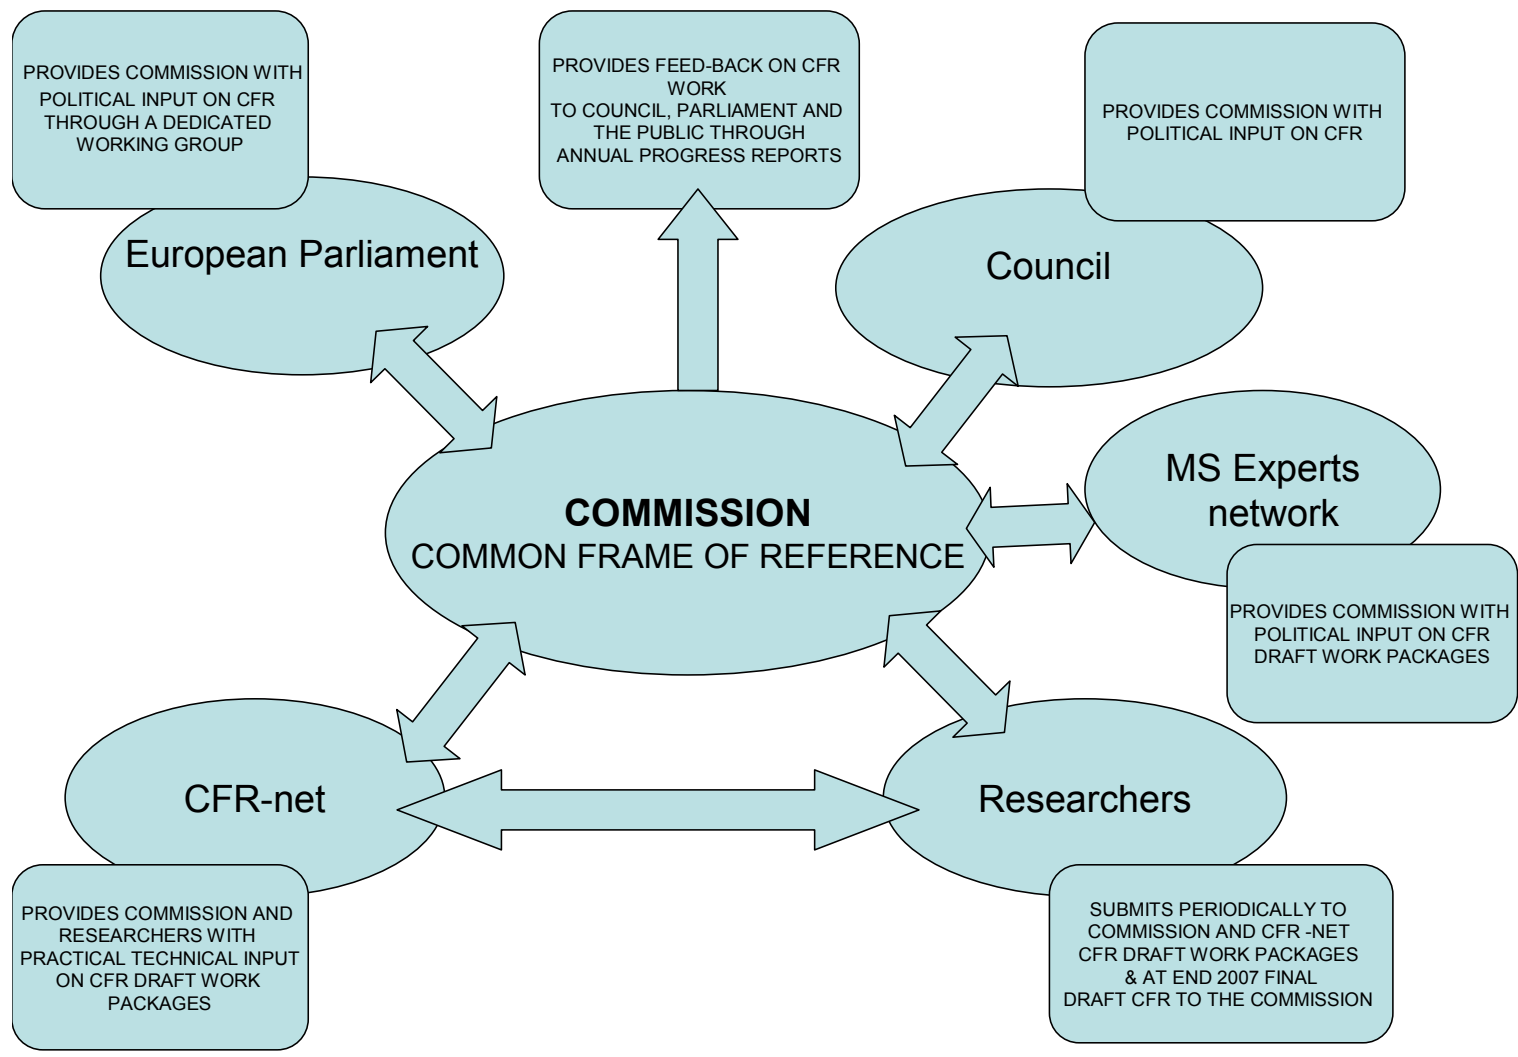 PROVIDES COMMISSION WITH
POLITICAL INPUT ON CFR
THROUGH A DEDICATED
WORKING GROUP
European Parliament
PROVIDES FEED-BACK ON CFR
WORK
TO COUNCIL, PARLIAMENT AND
THE PUBLIC THROUGH
ANNUAL PROGRESS REPORTS
PROVIDES COMMISSION WITH
POLITICAL INPUT ON CFR
Council
MS Experts
network
PROVIDES COMMISSION WITH
POLITICAL INPUT ON CFR
DRAFT WORK PACKAGES
COMMISSION
COMMON FRAME OF REFERENCE
CFR-net
PROVIDES COMMISSION AND
RESEARCHERS WITH
PRACTICAL TECHNICAL INPUT
ON CFR DRAFT WORK
PACKAGES
Researchers
SUBMITS PERIODICALLY TO
COMMISSION AND CFR -NET
CFR DRAFT WORK PACKAGES
& AT END 2007 FINAL
DRAFT CFR TO THE COMMISSION